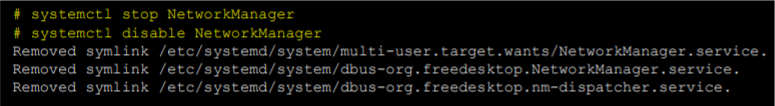 # systemctl stop NetworkManager
# systemctl disable NetworkManager
Removed symlink /etc/systemd/system/multi-user.target.wants/NetworkManager.service.
Removed symlink /etc/systemd/system/dbus-org.freedesktop.NetworkManager.service.
Removed symlink /etc/systemd/system/dbus-org.freedesktop.nm-dispatcher.service.